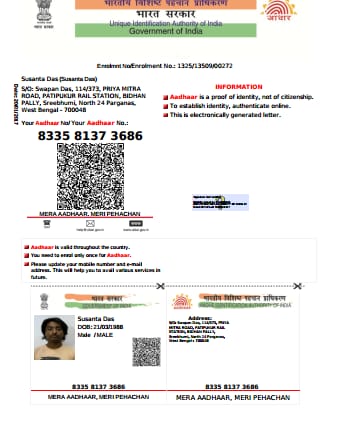 भारतीय विशिष्ट पहचान प्राधिकरण
भारत सरकार
Unique Identification Authority of India
Government of India
आधार
Enrolment No/Enrolment No.: 1325/13509/00272
Susanta Das (Susanta Das)
S/O: Swapan Das, 114/373, PRIYA MITRA
ROAD, PATIPUKUR RAIL STATION, BIDHAN
PALLY, Sreebhumi, North 24 Parganas,
West Bengal - 700048
Your Aadhaar No/ Your Aadhaar No.:
8335 8137 3686
MERA AADHAAR, MERI PEHACHAN
INFORMATION
Aadhaar is a proof of identity, not of citizenship.
To establish identity, authenticate online.
This is electronically generated letter.
Aadhaar is valid throughout the country.
You need to enrol only once for Aadhaar.
Please update your mobile number and e-mail
address. This will help you to avail various services in
future.
भारत सरकार
GOVERNMENT OF INDIA
Susanta Das
DOB: 21/03/1988
Male / MALE
8335 8137 3686
MERA AADHAAR, MERI PEHACHAN
भारतीय विशिष्ट पहचान प्राधिकरण
Address:
S/o Swapan Das, 114/373, PRIYA
MITRA ROAD, PATIPUKUR RAIL
STATION, BIDHAN PALLY,
Sreebhumi, North 24 Parganas,
West Bengal - 700048
8335 8137 3686
MERA AADHAAR, MERI PEHACHAN